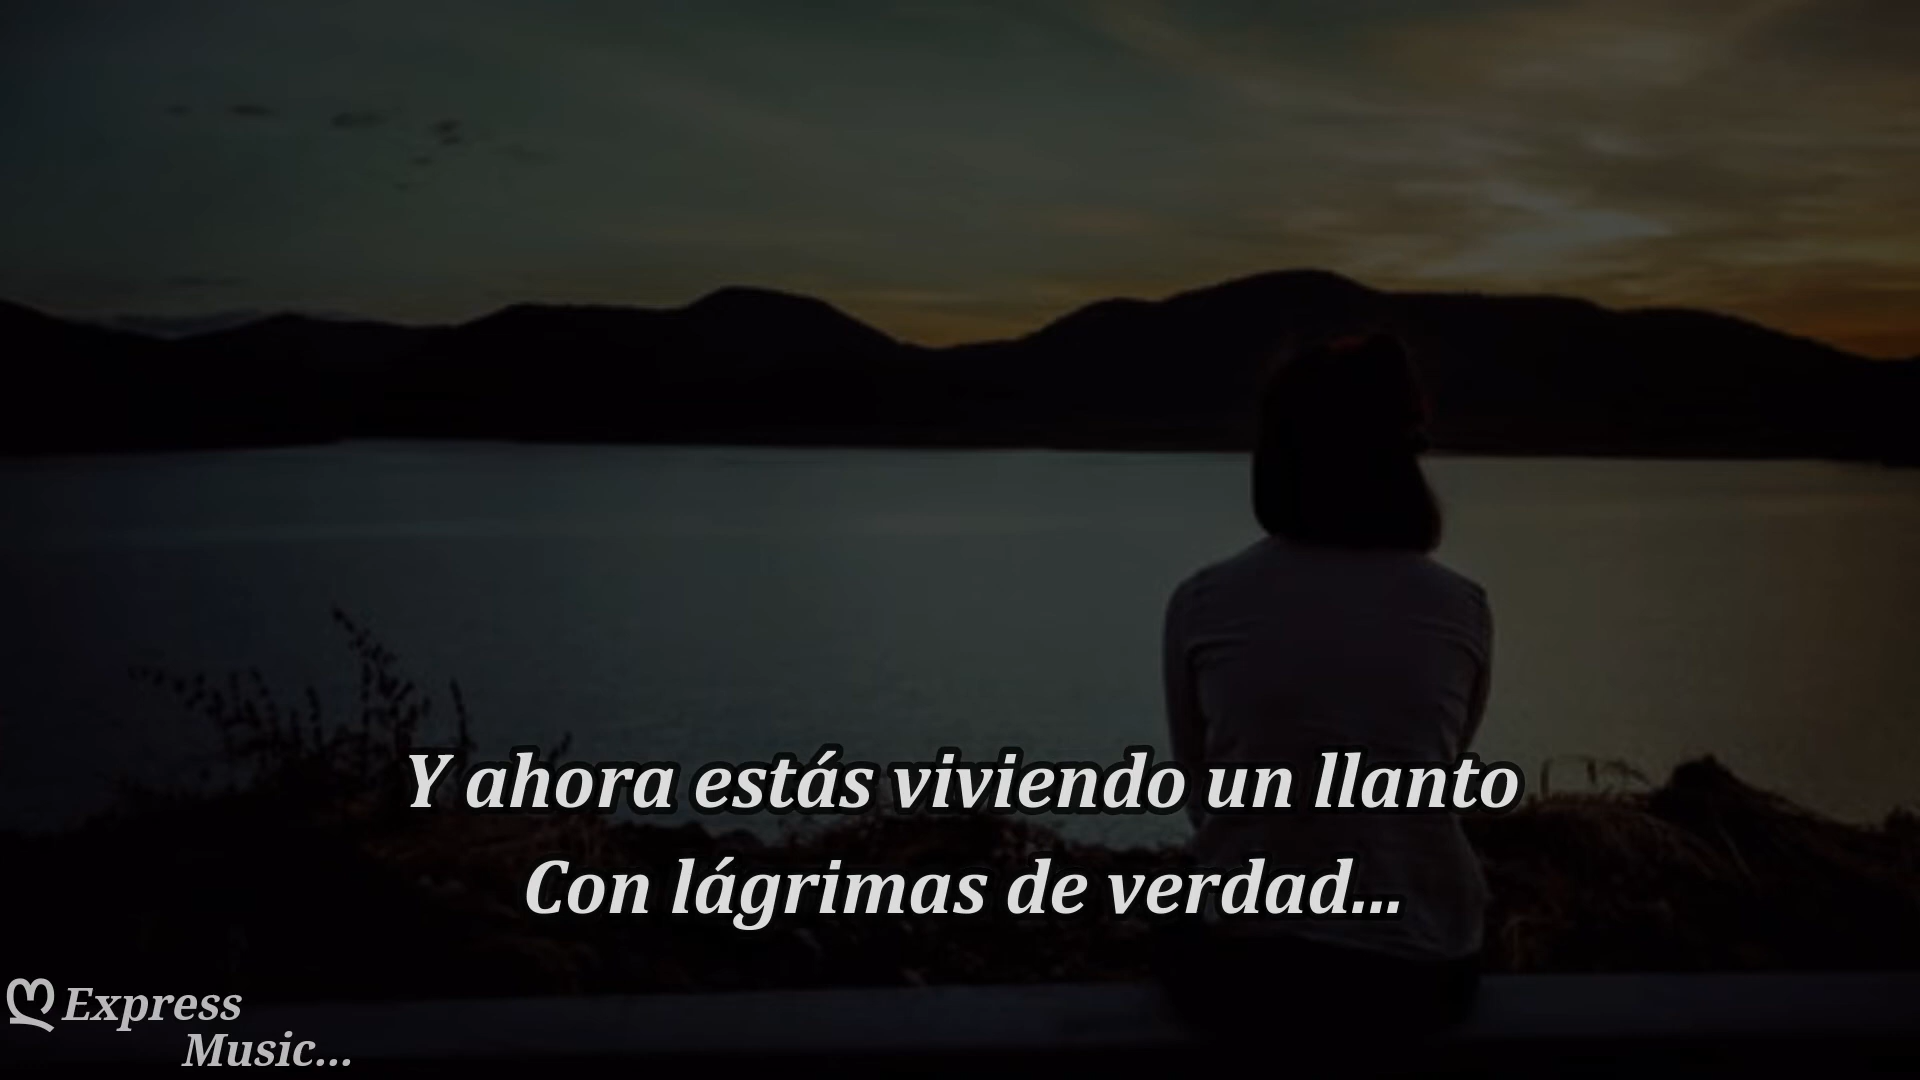 Y ahora estás viviendo un llanto
Con lágrimas de verdad...
ღ Express
Music...